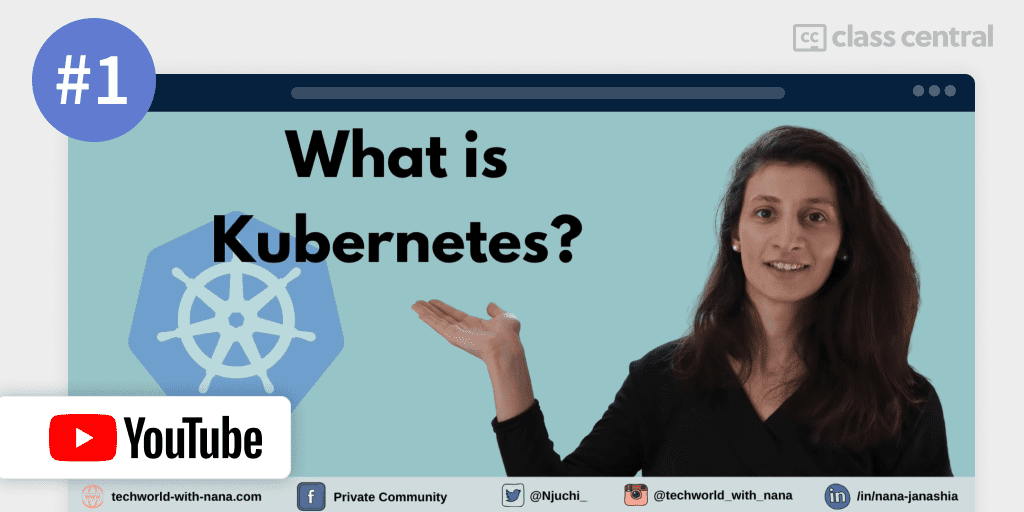 #1
cc class central
What is
Kubernetes?
YouTube
www techworld-with-nana.com
f Private Community
@Njuchi_
@techworld_with_nana
in /in/nana-janashia